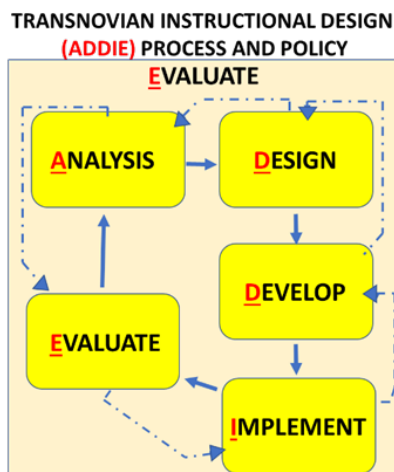 TRANSNOVIAN INSTRUCTIONAL DESIGN
(ADDIE) PROCESS AND POLICY
EVALUATE
ANALYSIS
DESIGN
DEVELOP
EVALUATE
IMPLEMENT